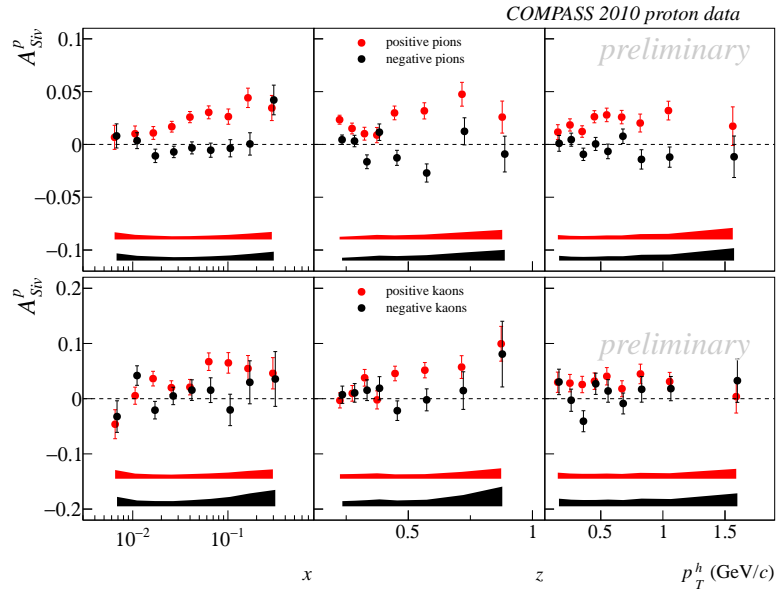 COMPASS 2010 proton data
A^p_Siv
0.1
0.05
0
−0.05
−0.1
positive pions
negative pions
preliminary
A^p_Siv
0.2
0.1
0
−0.1
−0.2
positive kaons
negative kaons
preliminary
10^−2 10^−1 0.5 1 0.5 1 1.5
x z p_T^h (GeV/c)